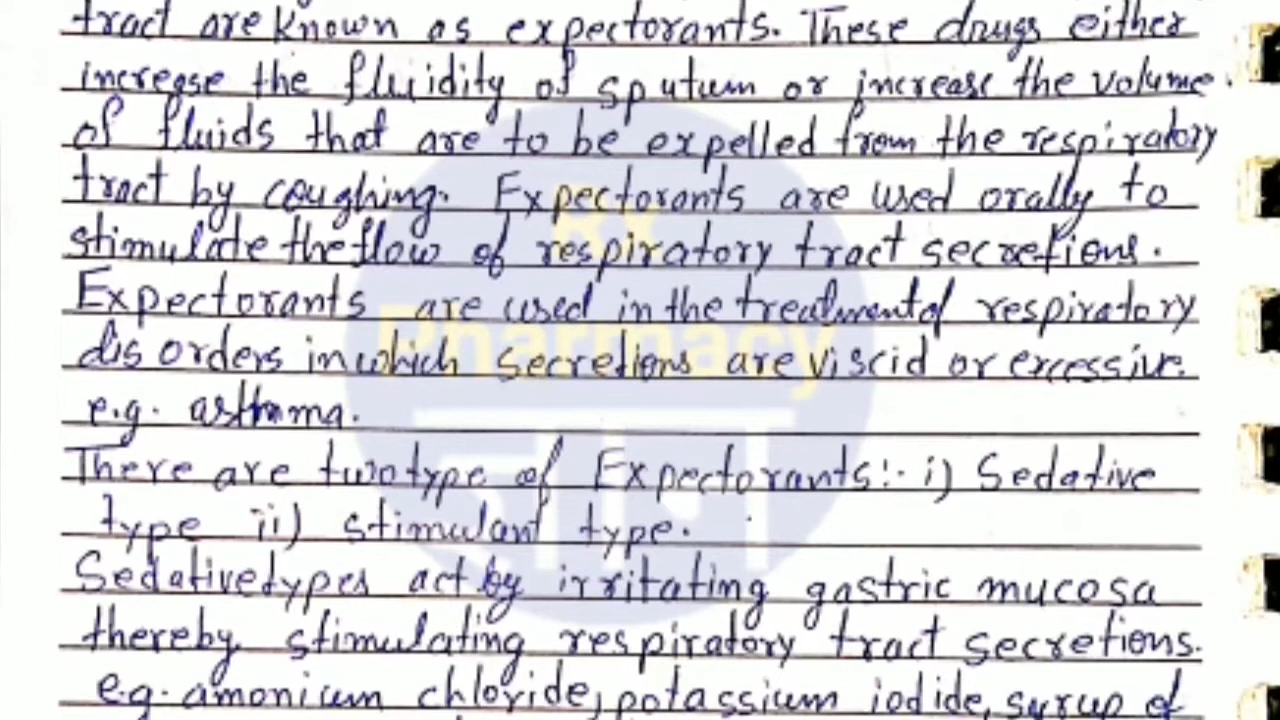 tract are known as expectorants. These drugs either
increase the fluidity of sputum or increase the volume
of fluids that are to be expelled from the respiratory
tract by coughing. Expectorants are used orally to
stimulate the flow of respiratory tract secretions.
Expectorants are used in the treatment of respiratory
disorders in which secretions are viscid or excessive.
e.g. asthma.
There are two type of Expectorants:- i) Sedative
type ii) stimulant type.
Sedative types act by irritating gastric mucosa
thereby stimulating respiratory tract secretions.
e.g. amonium chloride, potassium iodide, syrup of
Rx
Pharmacy
ज्ञान